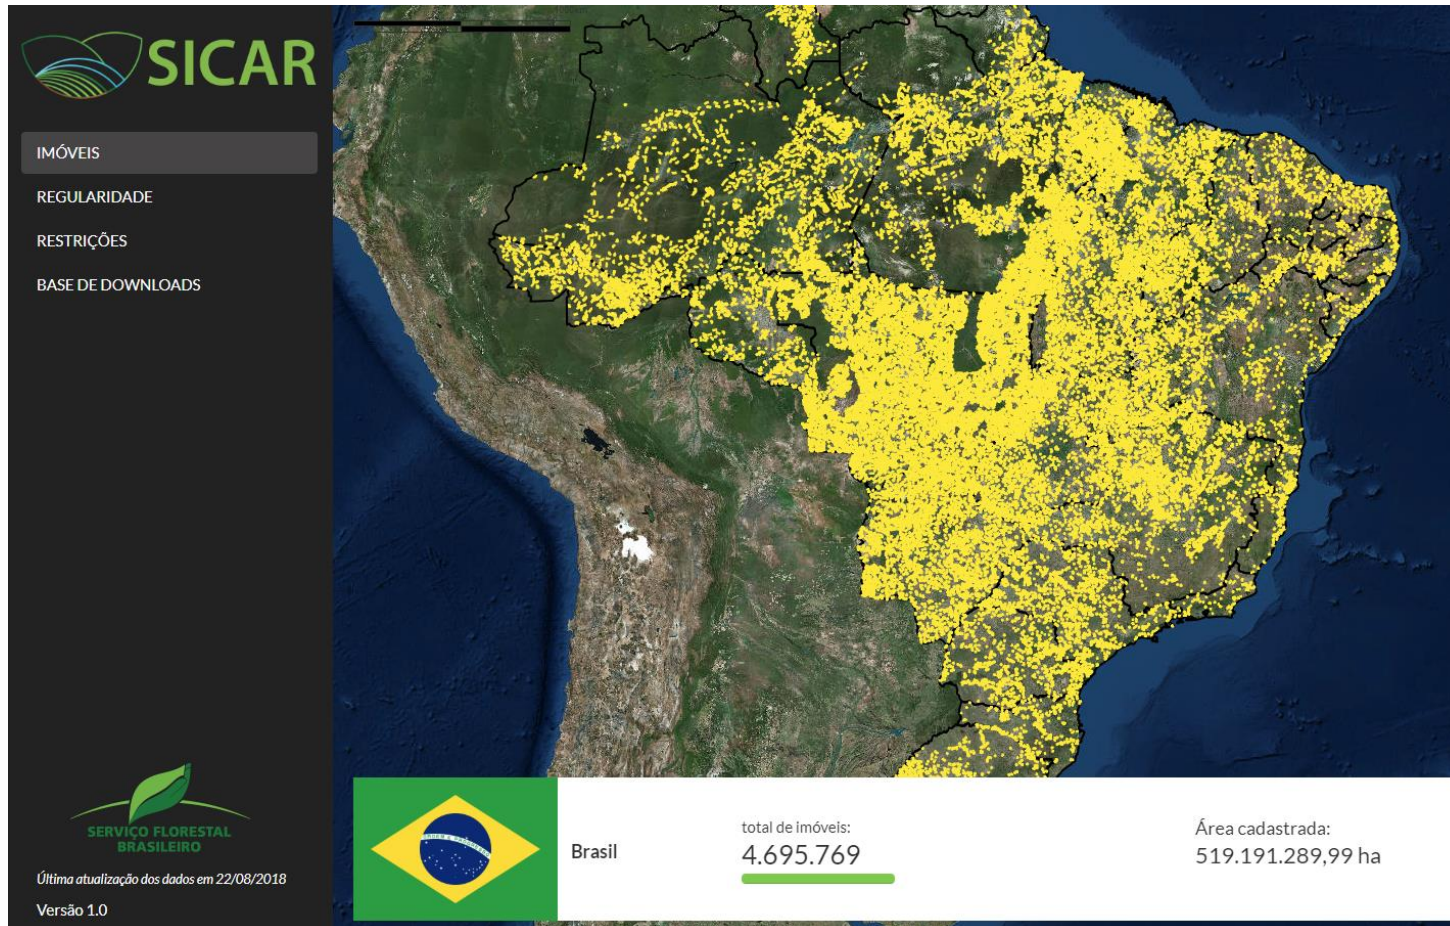 SICAR
IMÓVEIS
REGULARIDADE
RESTRIÇÕES
BASE DE DOWNLOADS
SERVIÇO FLORESTAL
BRASILEIRO
Última atualização dos dados em 22/08/2018
Versão 1.0
Brasil
total de imóveis:
4.695.769
Área cadastrada:
519.191.289,99 ha